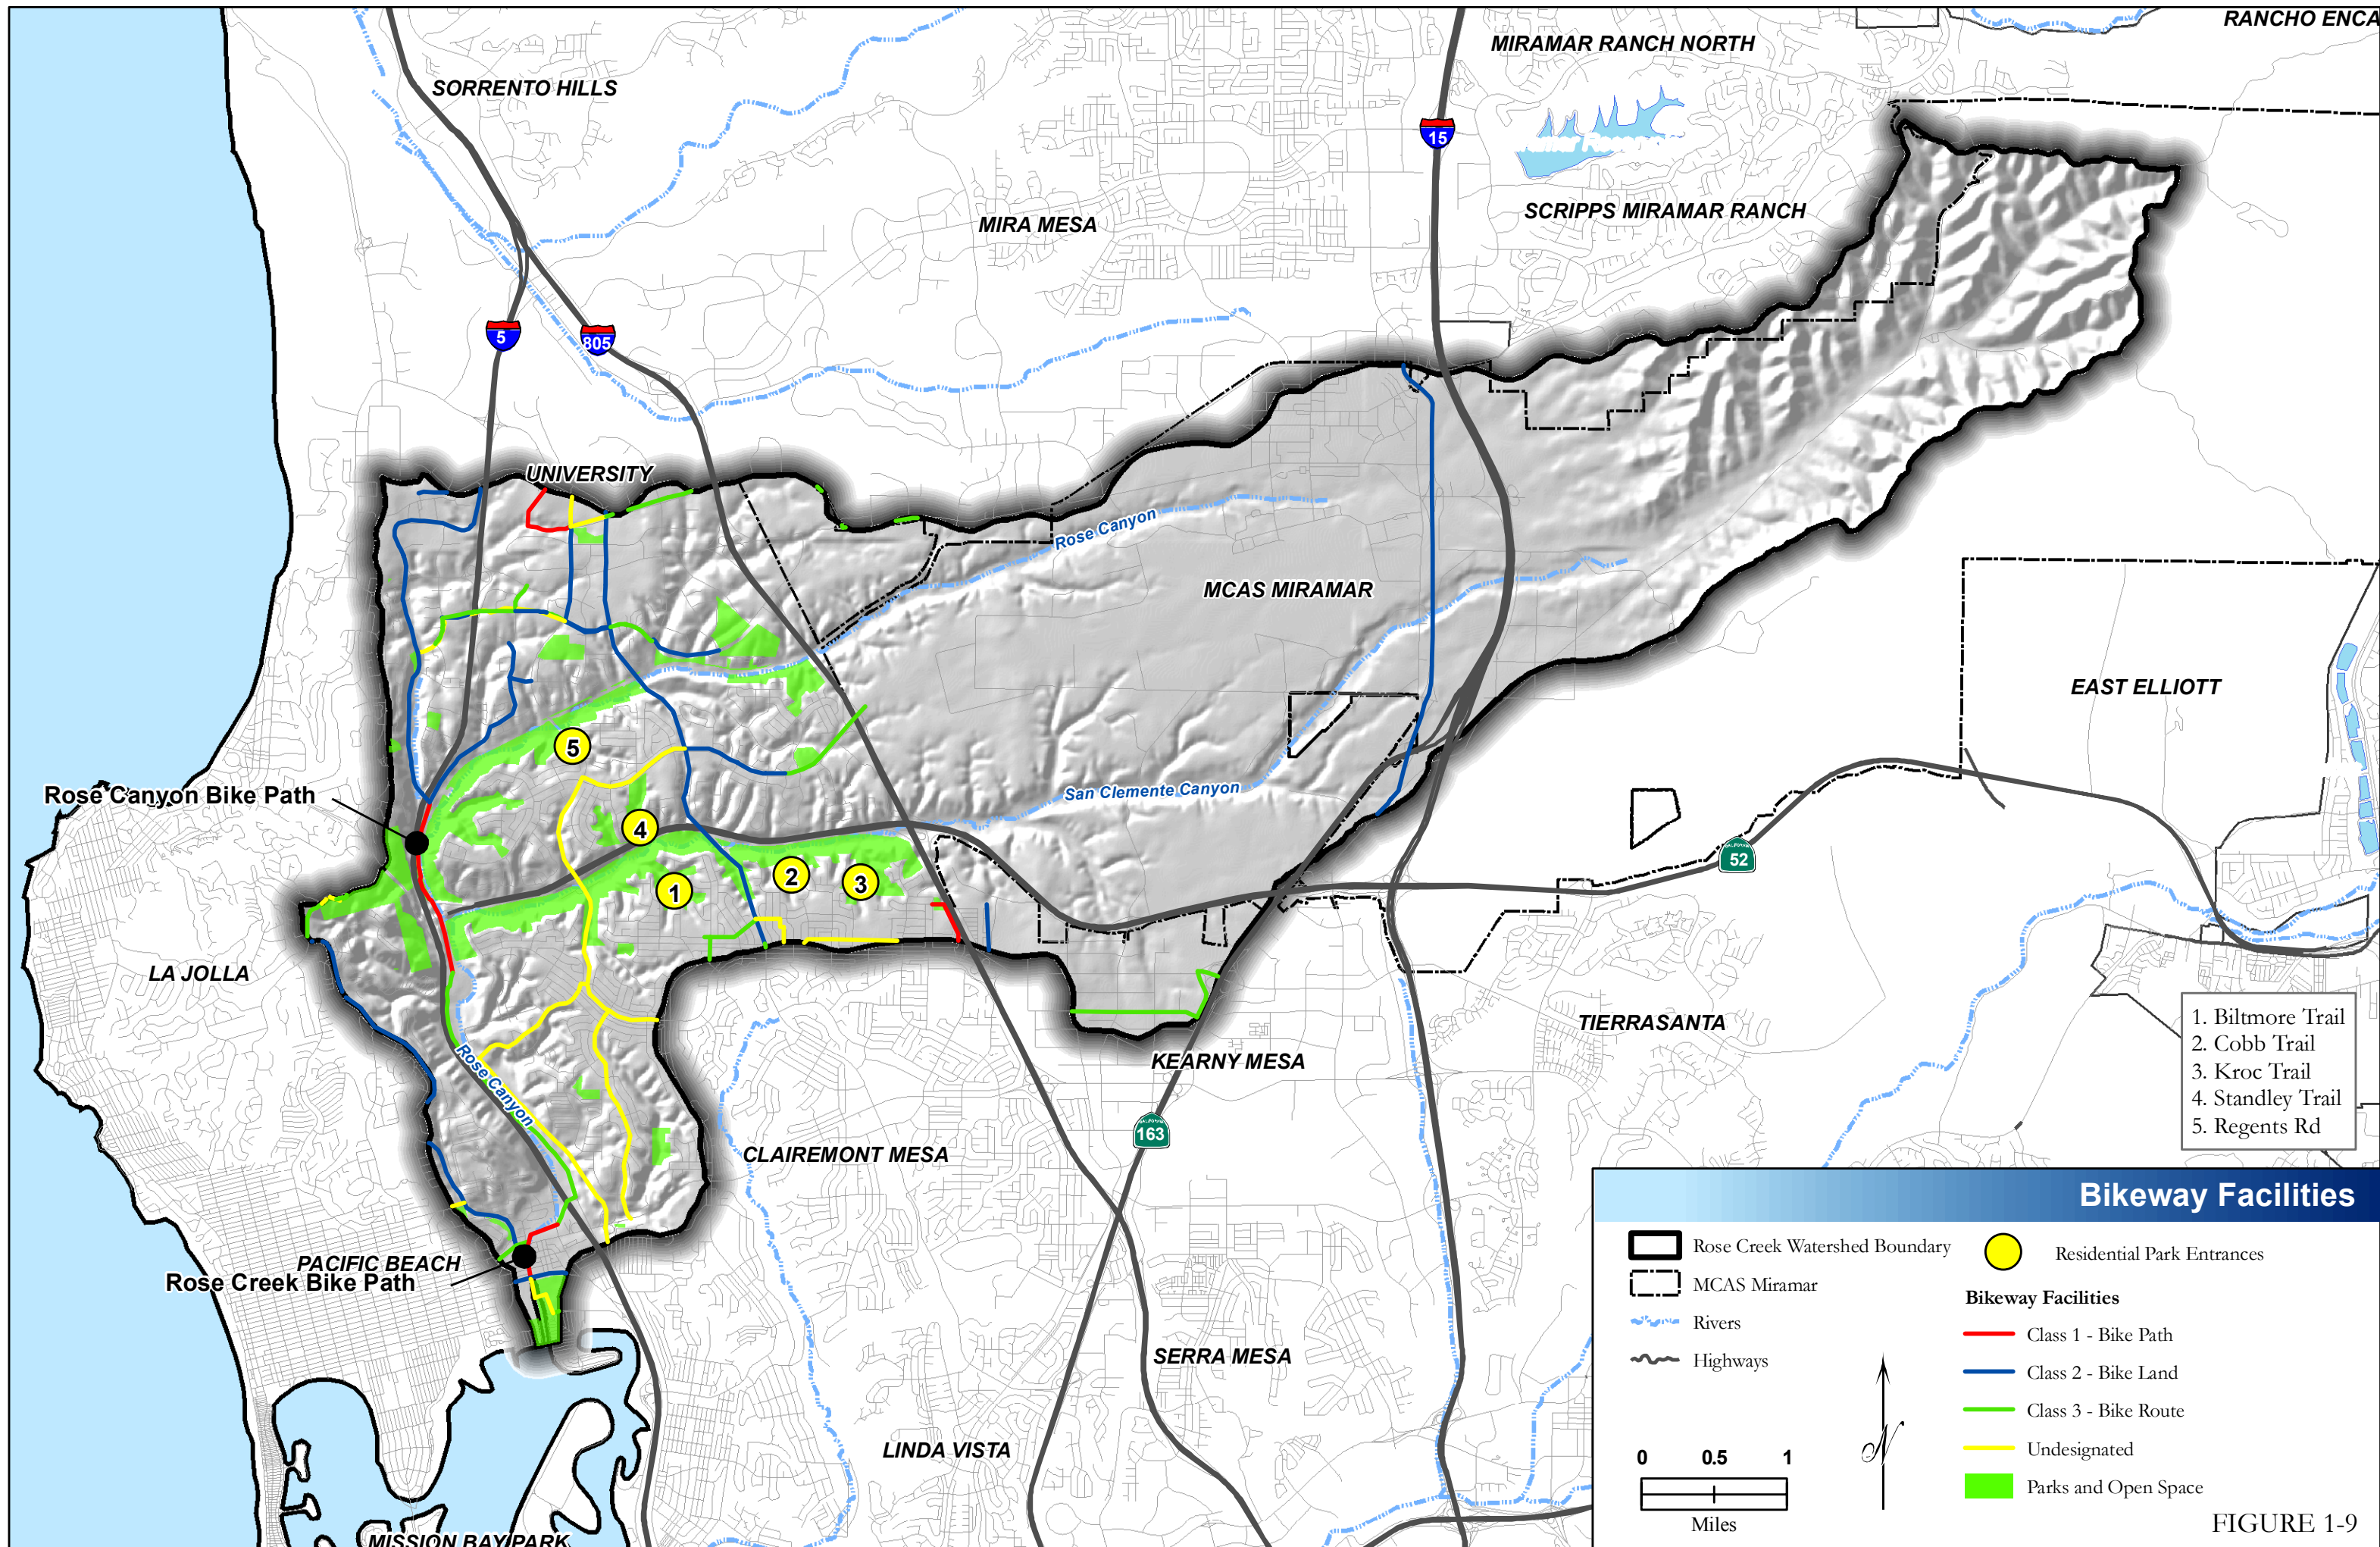 RANCHO ENCA
MIRAMAR RANCH NORTH
SORRENTO HILLS
15
SCRIPPS MIRAMAR RANCH
MIRA MESA
5
805
UNIVERSITY
Rose Canyon
MCAS MIRAMAR
EAST ELLIOTT
5
Rose Canyon Bike Path
San Clemente Canyon
4
52
1
2
3
LA JOLLA
1. Biltmore Trail
2. Cobb Trail
3. Kroc Trail
4. Standley Trail
5. Regents Rd
TIERRASANTA
KEARNY MESA
Rose Canyon
163
CLAIREMONT MESA
PACIFIC BEACH
Rose Creek Bike Path
SERRA MESA
LINDA VISTA
MISSION BAY PARK
Bikeway Facilities
Rose Creek Watershed Boundary
MCAS Miramar
Rivers
Highways
Residential Park Entrances
Bikeway Facilities
Class 1 - Bike Path
Class 2 - Bike Land
Class 3 - Bike Route
Undesignated
Parks and Open Space
0 0.5 1
Miles
N
FIGURE 1-9